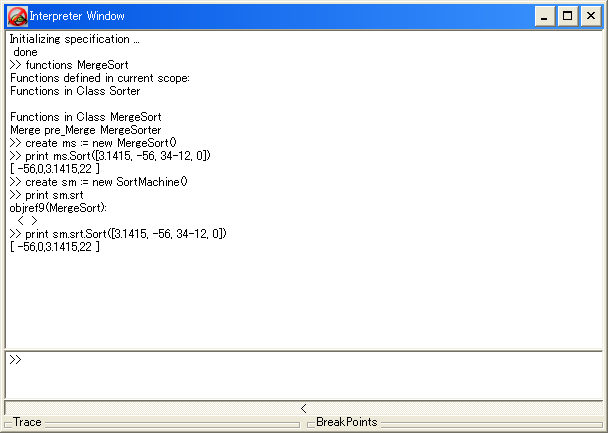 Interpreter Window
Initializing specification ...
done
>> functions MergeSort
Functions defined in current scope:
Functions in Class Sorter
Functions in Class MergeSort
Merge pre_Merge MergeSorter
>> create ms := new MergeSort()
>> print ms.Sort([3.1415, -56, 34-12, 0])
[ -56,0,3.1415,22 ]
>> create sm := new SortMachine()
>> print sm.srt
objref9(MergeSort):
< >
>> print sm.srt.Sort([3.1415, -56, 34-12, 0])
[ -56,0,3.1415,22 ]
>>
<
Trace BreakPoints